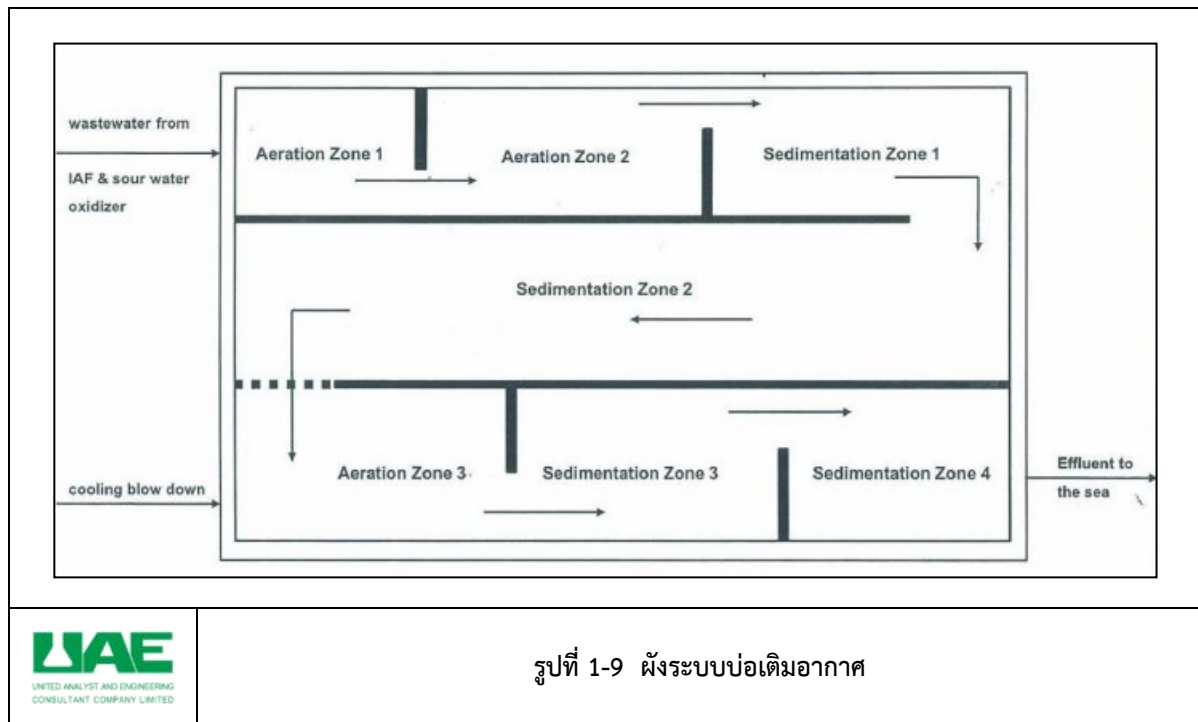 wastewater from
IAF & sour water
oxidizer
Aeration Zone 1
Aeration Zone 2
Sedimentation Zone 1
Sedimentation Zone 2
Aeration Zone 3
Sedimentation Zone 3
Sedimentation Zone 4
cooling blow down
Effluent to
the sea
UAE
UNITED ANALYST AND ENGINEERING
CONSULTANT COMPANY LIMITED
รูปที่ 1-9 ผังระบบบ่อเติมอากาศ